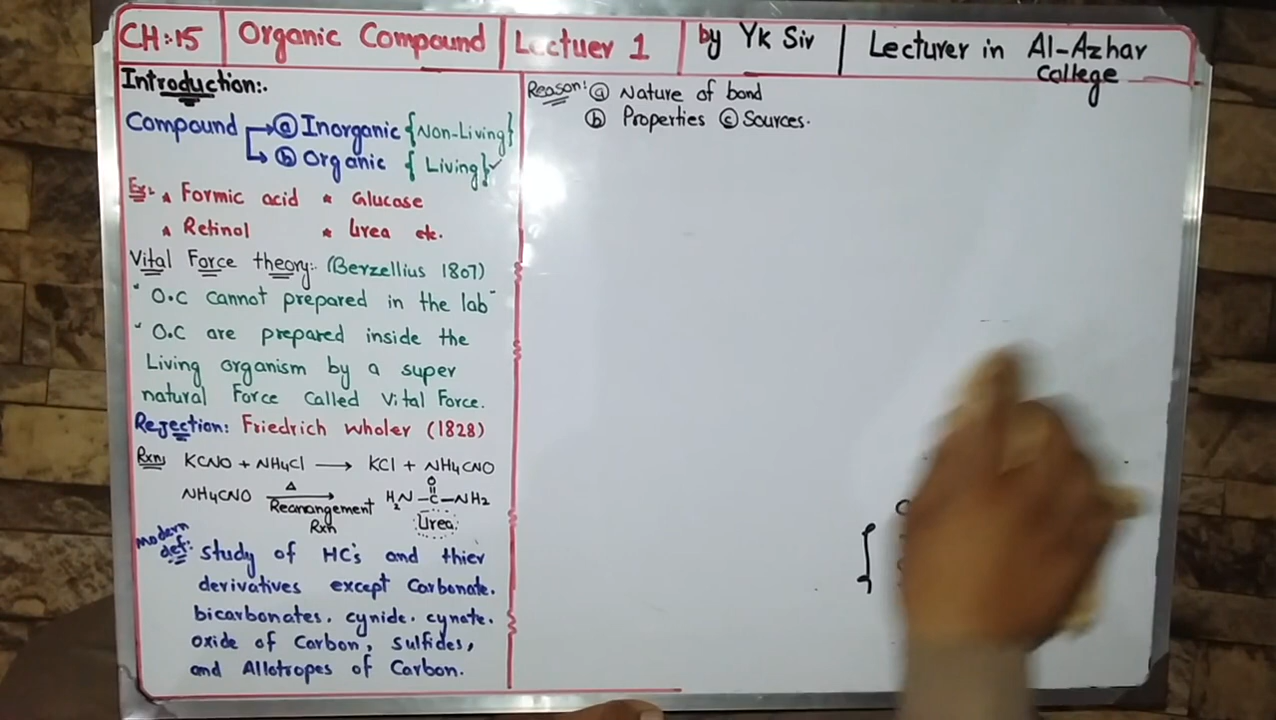 CH:15 | Organic Compound | Lectuer 1 | by Yk Sir | Lecturer in Al-Azhar College
Introduction:.
Compound → ⓐ Inorganic {Non-Living}
↳ ⓑ Organic { Living}✓
Ex:- ★ Formic acid ★ Glucose
★ Retinol ★ Urea etc.
Vital Force theory:. (Berzellius 1807)
" O.C cannot prepared in the lab"
" O.C are prepared inside the
Living organism by a super
natural Force called Vital Force.
Rejection: Friedrich wholer (1828)
Rxn: KCNO + NH4Cl → KCl + NH4CNO
O
NH4CNO △ → H2N-C-NH2
Rearrangement
Rxn
Urea
modern def: study of HC's and thier
derivatives except Carbonate,
bicarbonates, cynide, cynate,
oxide of Carbon, sulfides,
and Allotropes of Carbon.
Reason: ⓐ Nature of bond
ⓑ Properties ⓒ Sources.